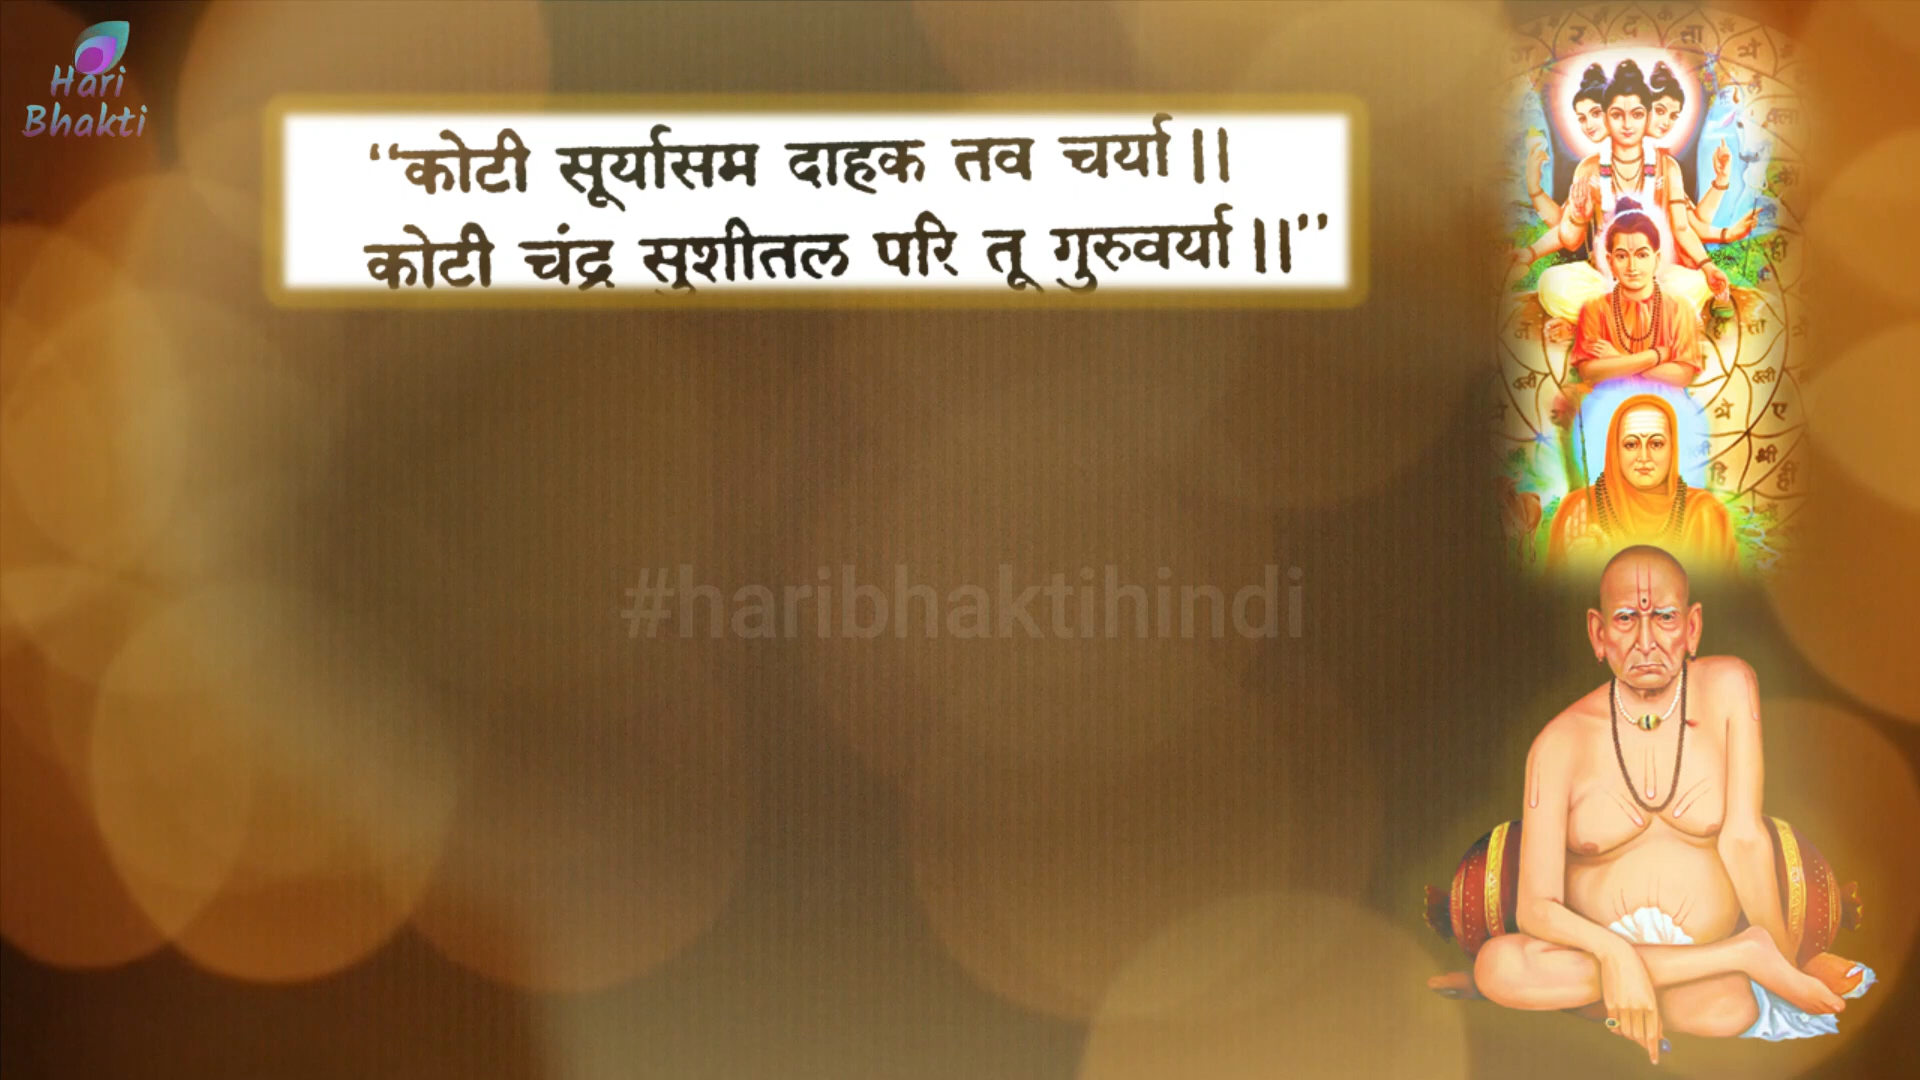 Hari
Bhakti
“कोटी सूर्यासम दाहक तव चर्या||
कोटी चंद्र सुशीतल परि तू गुरुवर्या||”
#haribhaktihindi